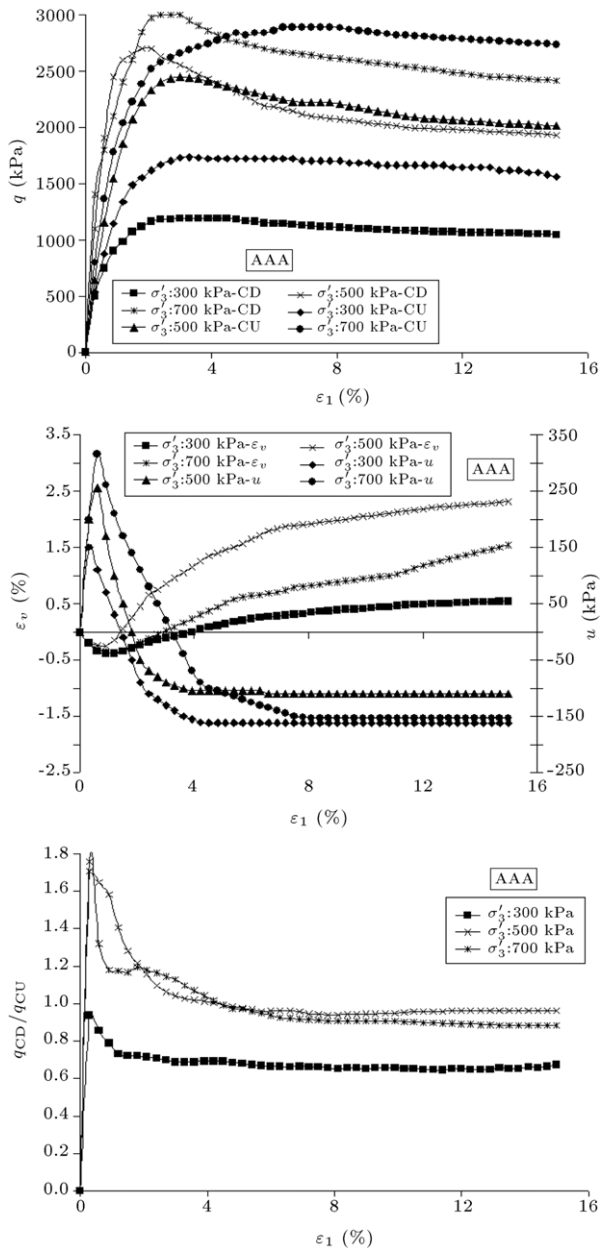 3000
2500
2000
1500
1000
500
0
q (kPa)
AAA
σ′3:300 kPa-CD σ′3:500 kPa-CD
σ′3:700 kPa-CD σ′3:300 kPa-CU
σ′3:500 kPa-CU σ′3:700 kPa-CU
0 4 8 12 16
ε1 (%)
3.5 350
2.5 250
1.5 150
0.5 50
-0.5 -50
-1.5 -150
-2.5 -250
εv (%)
u (kPa)
σ′3:300 kPa-εv σ′3:500 kPa-εv
σ′3:700 kPa-εv σ′3:300 kPa-u
σ′3:500 kPa-u σ′3:700 kPa-u
AAA
0 4 8 12 16
ε1 (%)
1.8
1.6
1.4
1.2
1.0
0.8
0.6
0.4
0.2
0.0
qCD/qCU
AAA
σ′3:300 kPa
σ′3:500 kPa
σ′3:700 kPa
0 4 8 12 16
ε1 (%)